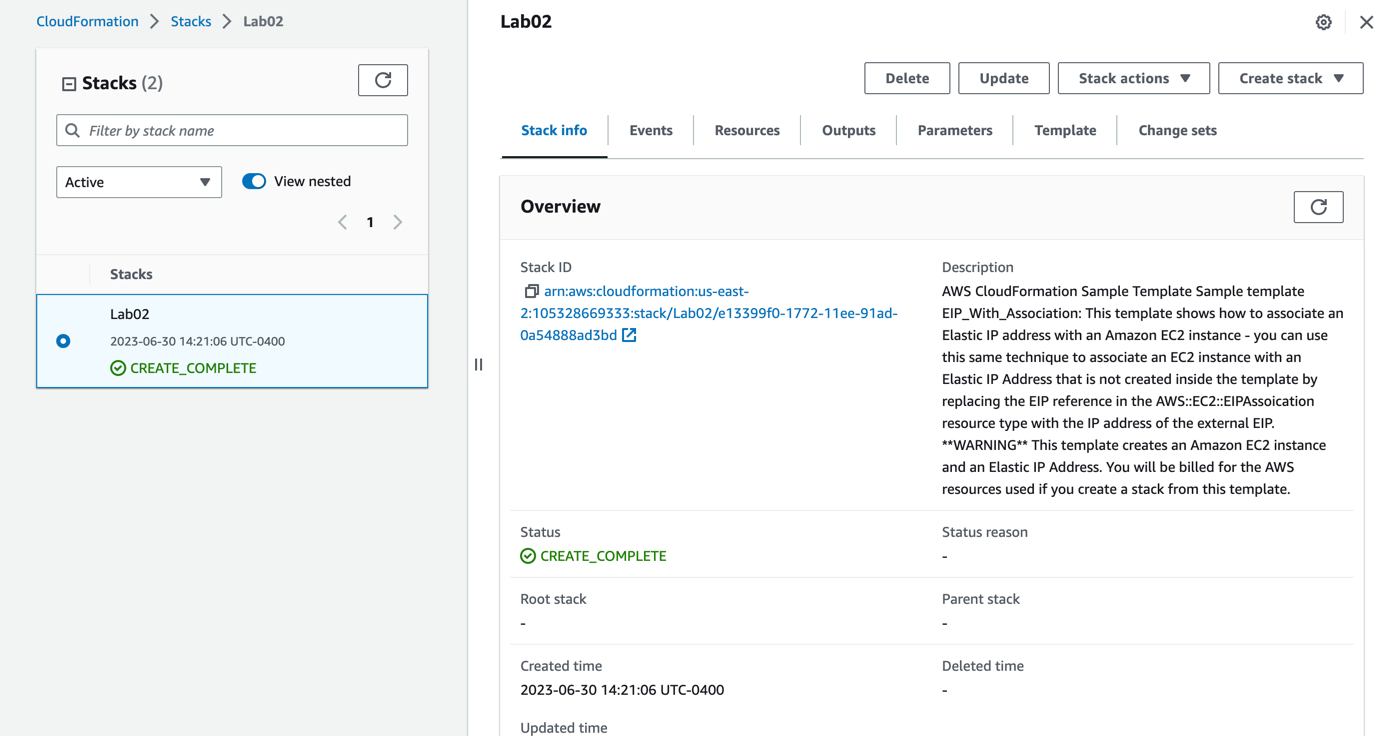 CloudFormation > Stacks > Lab02
Stacks (2)
Filter by stack name
Active
View nested
1
Stacks
Lab02
2023-06-30 14:21:06 UTC-0400
CREATE_COMPLETE
Lab02
Delete
Update
Stack actions
Create stack
Stack info
Events
Resources
Outputs
Parameters
Template
Change sets
Overview
Stack ID
arn:aws:cloudformation:us-east-
2:105328669333:stack/Lab02/e13399f0-1772-11ee-91ad-
0a54888ad3bd
Description
AWS CloudFormation Sample Template Sample template
EIP_With_Association: This template shows how to associate an
Elastic IP address with an Amazon EC2 instance - you can use
this same technique to associate an EC2 instance with an
Elastic IP Address that is not created inside the template by
replacing the EIP reference in the AWS::EC2::EIPAssoication
resource type with the IP address of the external EIP.
**WARNING** This template creates an Amazon EC2 instance
and an Elastic IP Address. You will be billed for the AWS
resources used if you create a stack from this template.
Status
CREATE_COMPLETE
Status reason
-
Root stack
-
Parent stack
-
Created time
2023-06-30 14:21:06 UTC-0400
Deleted time
-
Updated time